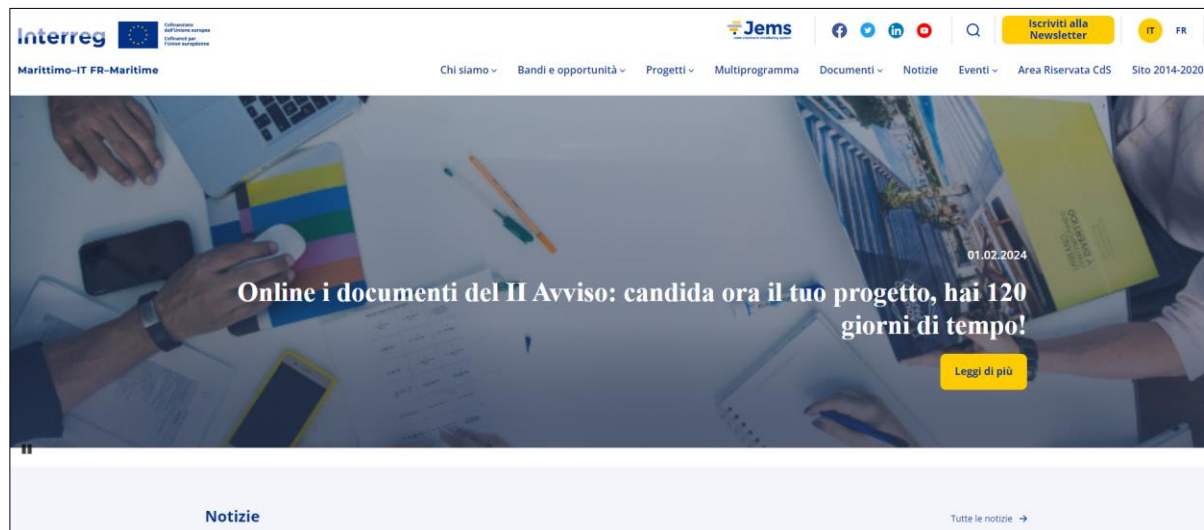 Interreg
Cofinanziato
dall'Unione europea
Cofinancé par
l'Union européenne
Jems
Iscriviti alla
Newsletter
IT FR
Marittimo–IT FR–Maritime
Chi siamo Bandi e opportunità Progetti Multiprogramma Documenti Notizie Eventi Area Riservata CdS Sito 2014-2020
01.02.2024
Online i documenti del II Avviso: candida ora il tuo progetto, hai 120
giorni di tempo!
Leggi di più
Notizie
Tutte le notizie →